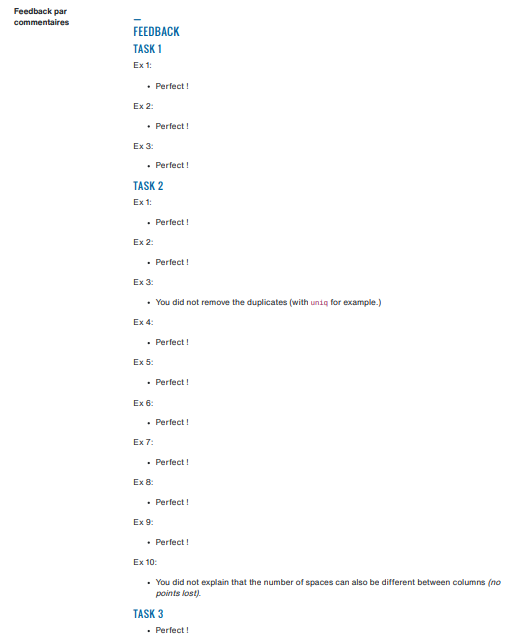 Feedback par
commentaires
FEEDBACK
TASK 1
Ex 1:
• Perfect !
Ex 2:
• Perfect !
Ex 3:
• Perfect !
TASK 2
Ex 1:
• Perfect !
Ex 2:
• Perfect !
Ex 3:
• You did not remove the duplicates (with uniq for example.)
Ex 4:
• Perfect !
Ex 5:
• Perfect !
Ex 6:
• Perfect !
Ex 7:
• Perfect !
Ex 8:
• Perfect !
Ex 9:
• Perfect !
Ex 10:
• You did not explain that the number of spaces can also be different between columns (no
points lost).
TASK 3
• Perfect !